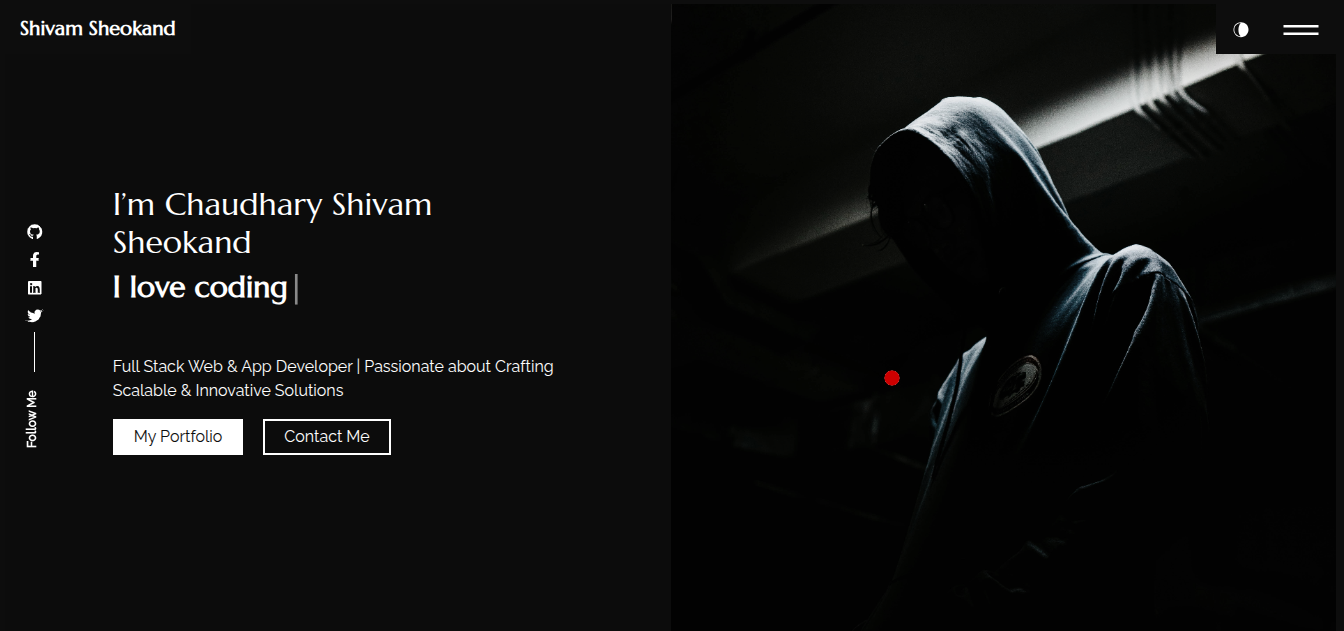 Shivam Sheokand
I’m Chaudhary Shivam
Sheokand
I love coding
Full Stack Web & App Developer | Passionate about Crafting
Scalable & Innovative Solutions
My Portfolio
Contact Me
Follow Me